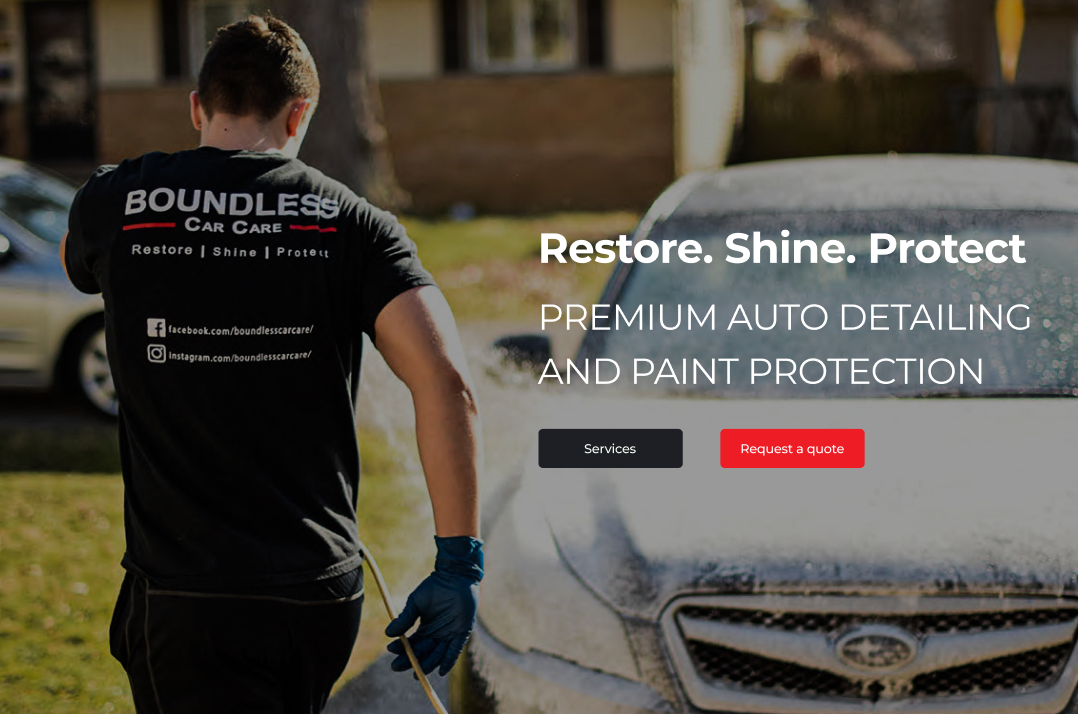 BOUNDLESS
CAR CARE
Restore | Shine | Protect
facebook.com/boundlesscarcare/
instagram.com/boundlesscarcare/
Restore. Shine. Protect
PREMIUM AUTO DETAILING
AND PAINT PROTECTION
Services
Request a quote